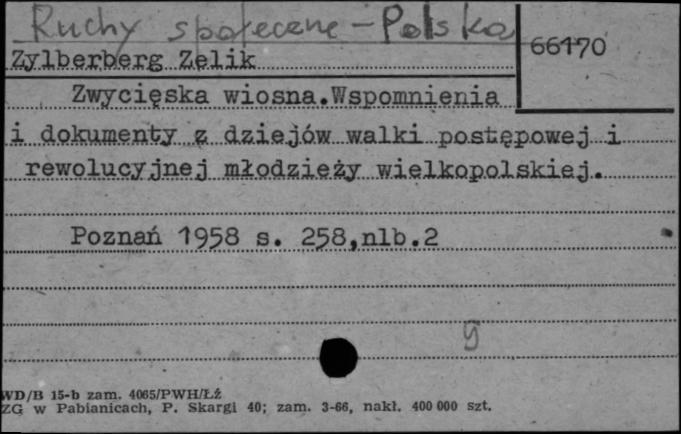 Ruchy społeczne - Polska
66170
Zylberberg Zelik
Zwycięska wiosna.Wspomnienia
i dokumenty z dziejów walki postępowej i
rewolucyjnej młodzieży wielkopolskiej.
Poznań 1958 s. 258,nlb.2
WD/B 15-b zam. 4065/PWH/Łż
ZG w Pabianicach, P. Skargi 40; zam. 3-66, nakł. 400 000 szt.